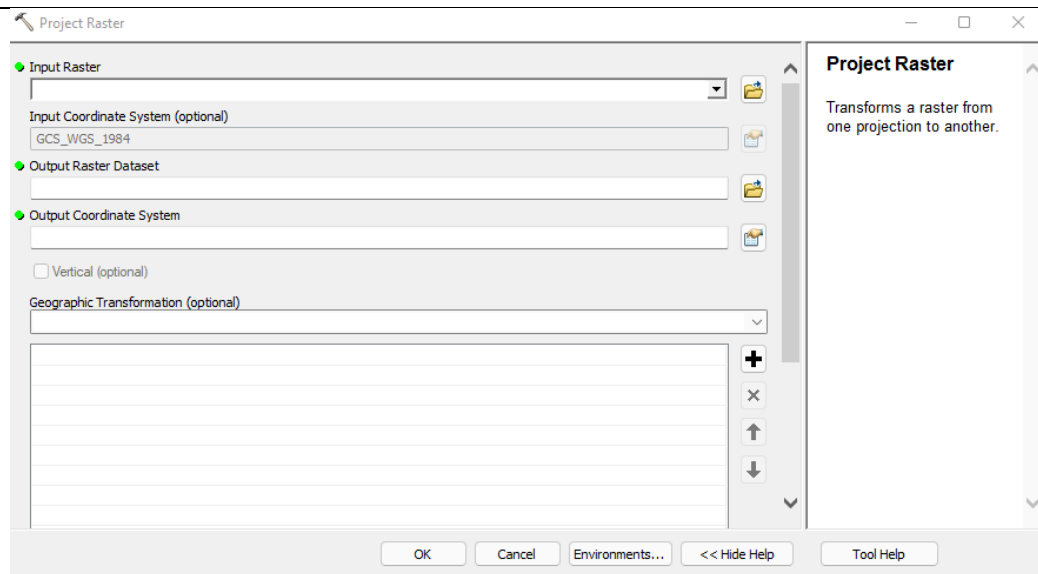 Project Raster
Input Raster
Input Coordinate System (optional)
GCS_WGS_1984
Output Raster Dataset
Output Coordinate System
Vertical (optional)
Geographic Transformation (optional)
OK
Cancel
Environments...
<< Hide Help
Project Raster
Transforms a raster from
one projection to another.
Tool Help